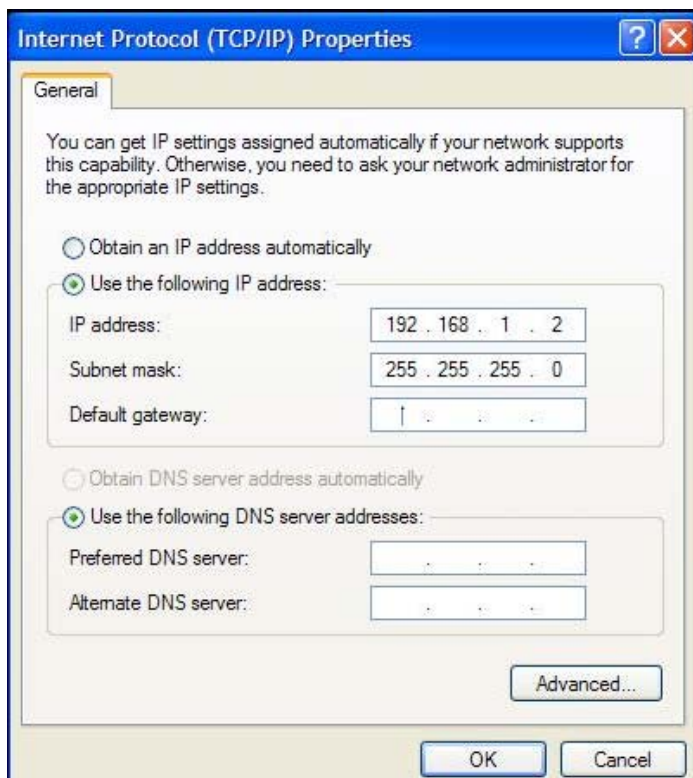 Internet Protocol (TCP/IP) Properties
General
You can get IP settings assigned automatically if your network supports
this capability. Otherwise, you need to ask your network administrator for
the appropriate IP settings.
Obtain an IP address automatically
Use the following IP address:
IP address: 192 . 168 . 1 . 2
Subnet mask: 255 . 255 . 255 . 0
Default gateway: . . .
Obtain DNS server address automatically
Use the following DNS server addresses:
Preferred DNS server: . . .
Alternate DNS server: . . .
Advanced...
OK Cancel